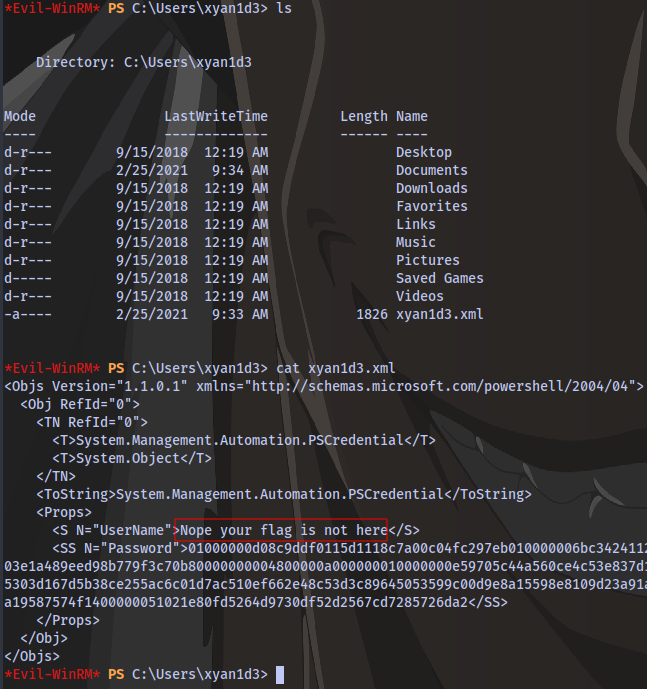 *Evil-WinRM* PS C:\Users\xyan1d3> ls
Directory: C:\Users\xyan1d3
Mode LastWriteTime Length Name
---- ------------- ------ ----
d-r--- 9/15/2018 12:19 AM Desktop
d-r--- 2/25/2021 9:34 AM Documents
d-r--- 9/15/2018 12:19 AM Downloads
d-r--- 9/15/2018 12:19 AM Favorites
d-r--- 9/15/2018 12:19 AM Links
d-r--- 9/15/2018 12:19 AM Music
d-r--- 9/15/2018 12:19 AM Pictures
d----- 9/15/2018 12:19 AM Saved Games
d-r--- 9/15/2018 12:19 AM Videos
-a---- 2/25/2021 9:33 AM 1826 xyan1d3.xml
*Evil-WinRM* PS C:\Users\xyan1d3> cat xyan1d3.xml
<Objs Version="1.1.0.1" xmlns="http://schemas.microsoft.com/powershell/2004/04">
<Obj RefId="0">
<TN RefId="0">
<T>System.Management.Automation.PSCredential</T>
<T>System.Object</T>
</TN>
<ToString>System.Management.Automation.PSCredential</ToString>
<Props>
<S N="UserName">Nope your flag is not here</S>
<SS N="Password">01000000d08c9ddf0115d1118c7a00c04fc297eb010000006bc3424112
03e1a489eed98b779f3c70b80000000004800000a000000010000000e59705c44a560ce4c53e837d1
5303d167d5b38ce255ac6c01d7ac510ef662e48c53d3c89645053599c00d9e8a15598e8109d23a91a
a19587574f1400000051021e80fd5264d9730df52d2567cd7285726da2</SS>
</Props>
</Obj>
</Objs>
*Evil-WinRM* PS C:\Users\xyan1d3>